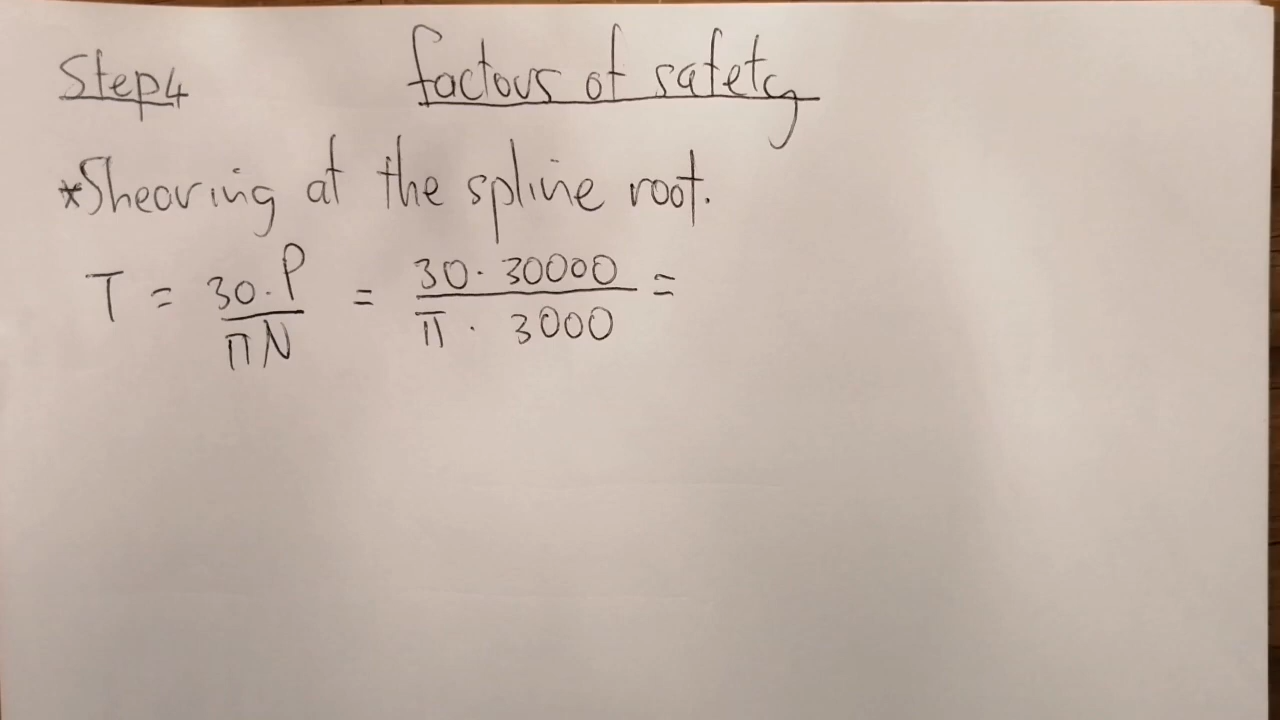 Step4 factors of safety
*Shearing at the spline root.
T = 30·P / πN = 30·30000 / π·3000 =